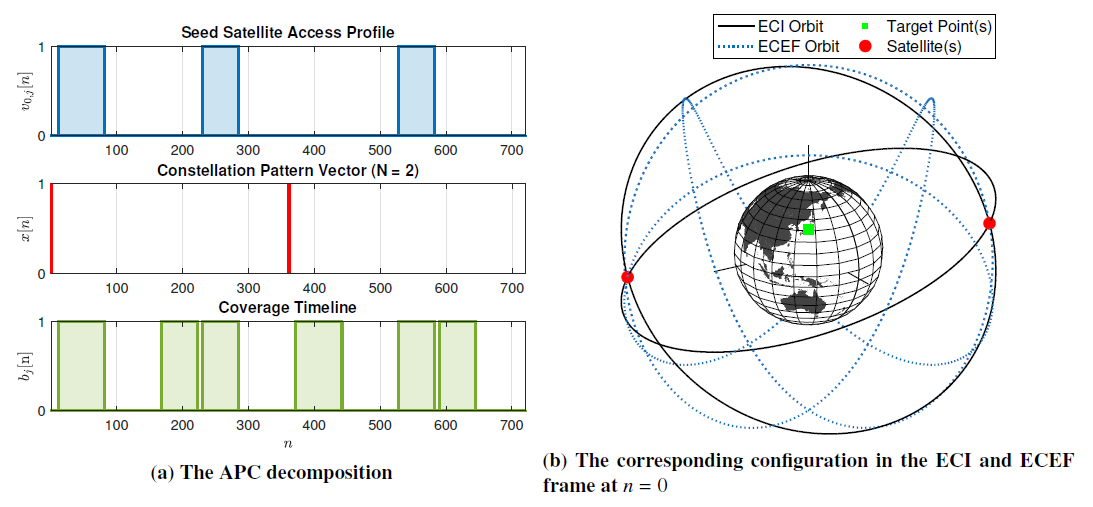 Seed Satellite Access Profile
1
0
v₀,ⱼ[n]
100 200 300 400 500 600 700
Constellation Pattern Vector (N = 2)
1
0
x[n]
100 200 300 400 500 600 700
Coverage Timeline
1
0
bⱼ[n]
100 200 300 400 500 600 700
n
(a) The APC decomposition
ECI Orbit
ECEF Orbit
Target Point(s)
Satellite(s)
(b) The corresponding configuration in the ECI and ECEF
frame at n = 0